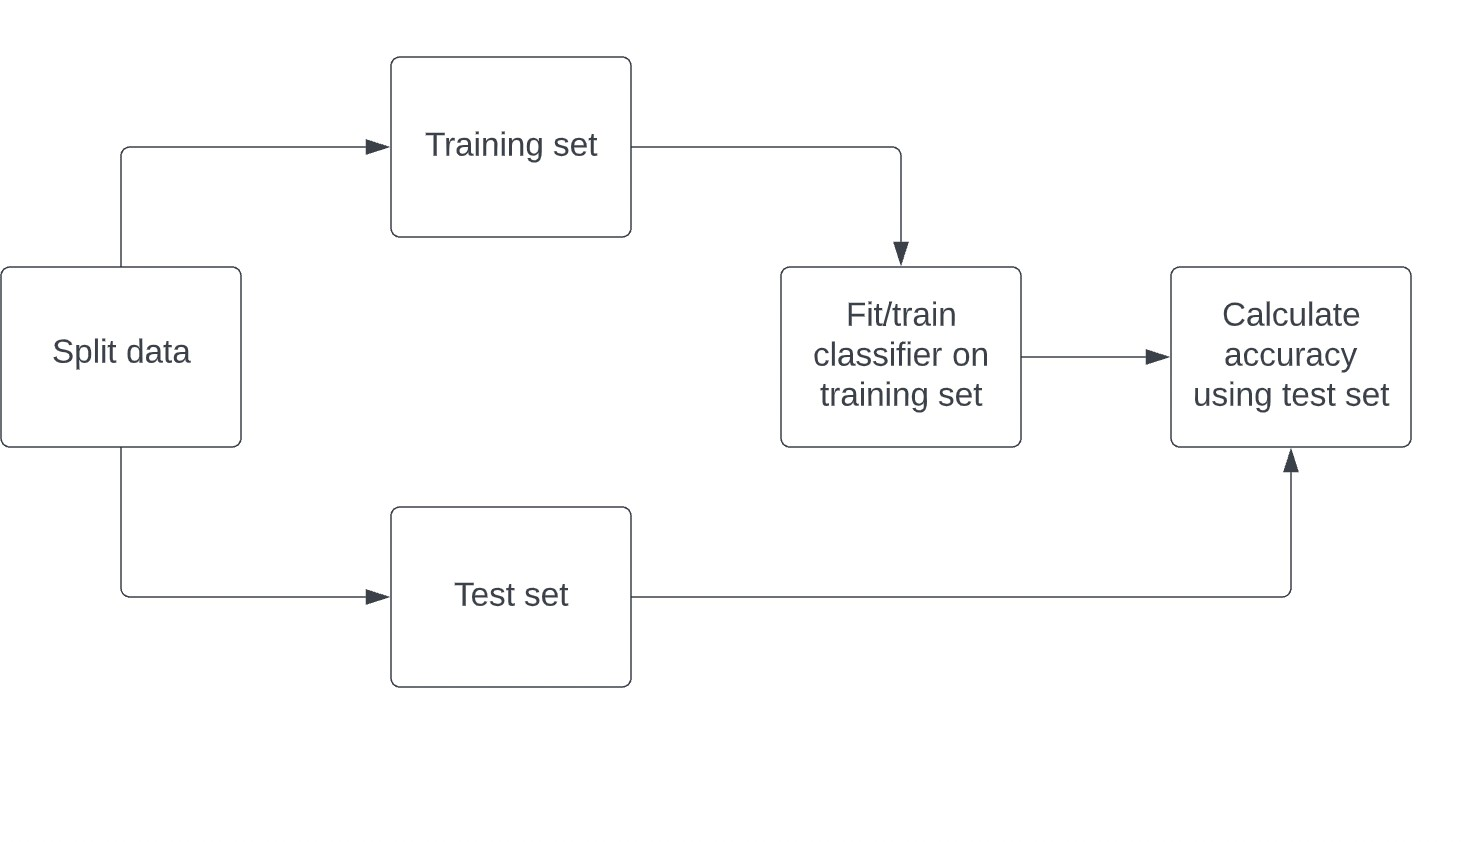 Training set
Split data
Fit/train
classifier on
training set
Calculate
accuracy
using test set
Test set